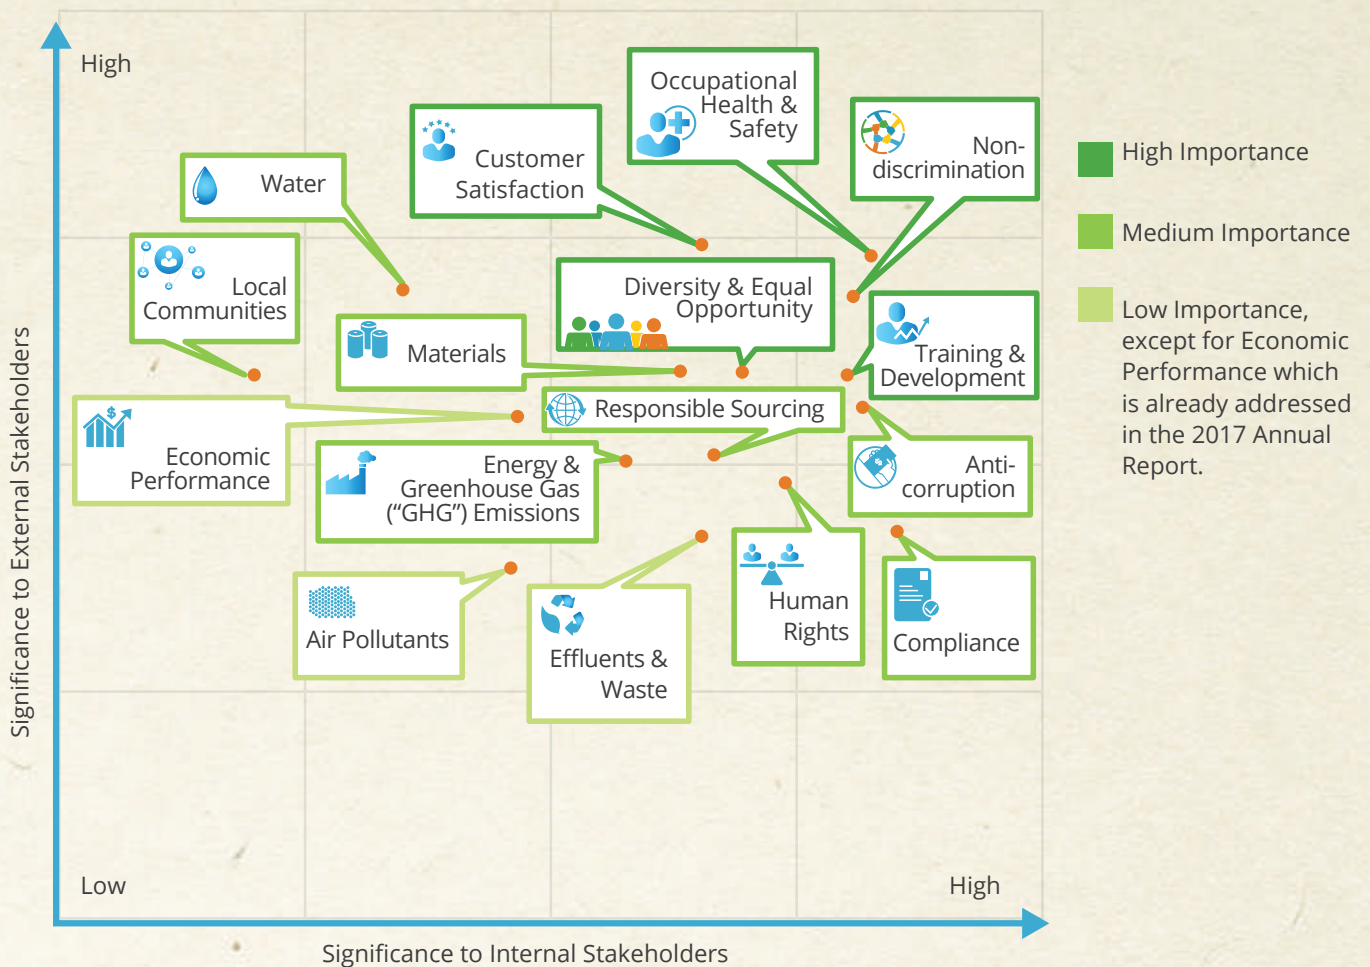 High
Occupational
Health &
Safety
Customer
Satisfaction
Non-
discrimination
Water
Local
Communities
Diversity & Equal
Opportunity
Materials
Training &
Development
Responsible Sourcing
$
Economic
Performance
Energy &
Greenhouse Gas
(“GHG”) Emissions
Anti-
corruption
Air Pollutants
Effluents &
Waste
Human
Rights
Compliance
Low
High
Significance to External Stakeholders
Significance to Internal Stakeholders
High Importance
Medium Importance
Low Importance,
except for Economic
Performance which
is already addressed
in the 2017 Annual
Report.